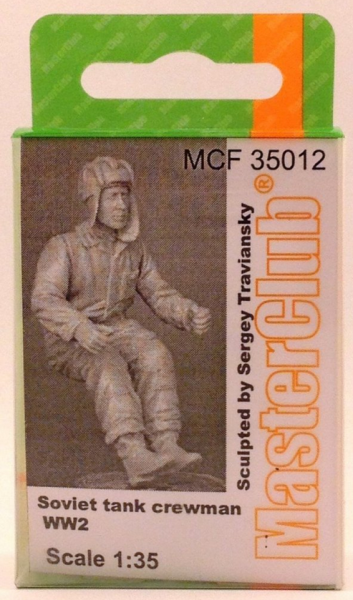 MCF 35012
MasterClub®
Sculpted by Sergey Traviansky
Soviet tank crewman
WW2
Scale 1:35